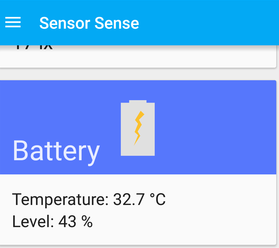 Sensor Sense
Battery
Temperature: 32.7 °C
Level: 43 %